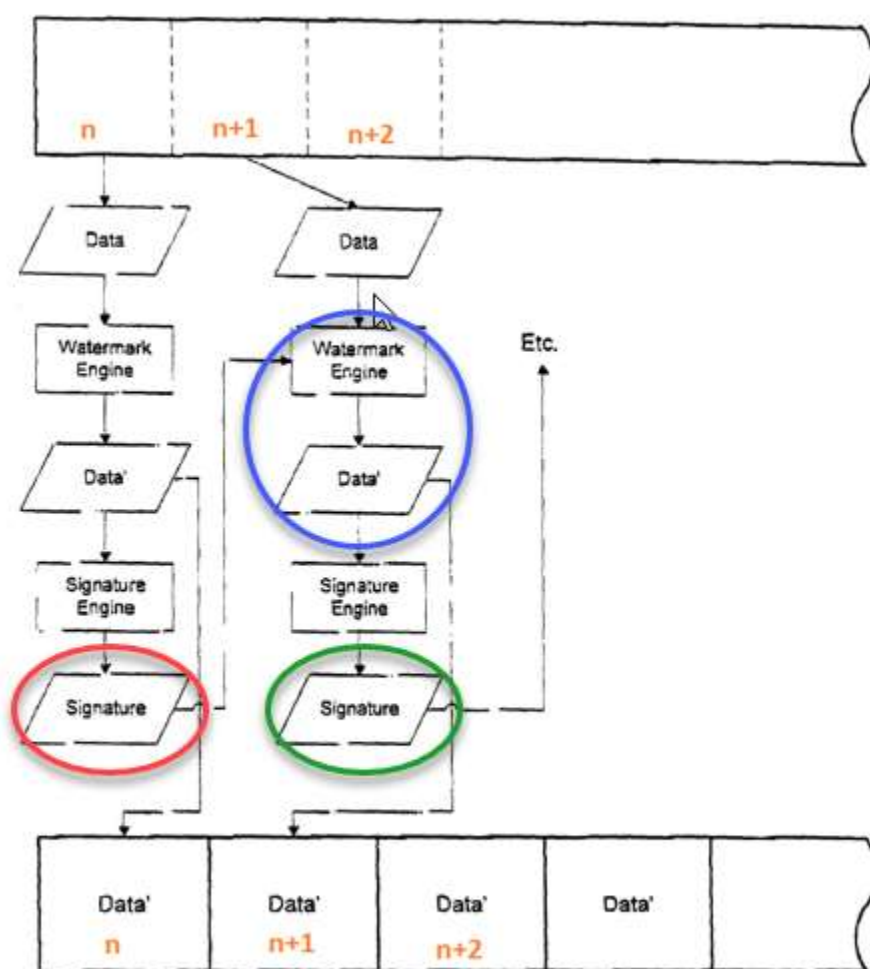 n
n+1
n+2
Data
Data
Watermark
Engine
Watermark
Engine
Etc.
Data'
Data'
Signature
Engine
Signature
Engine
Signature
Signature
Data'
Data'
Data'
Data'
n
n+1
n+2